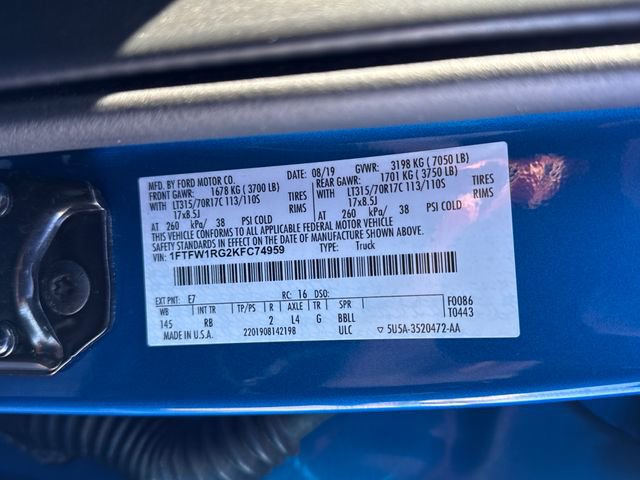 MFD. BY FORD MOTOR CO. DATE: 08/19 GVWR: 3198 KG ( 7050 LB)
FRONT GAWR: 1678 KG ( 3700 LB) REAR GAWR: 1701 KG ( 3750 LB)
WITH LT315/70R17C 113/110S TIRES WITH LT315/70R17C 113/110S TIRES
17x8.5J RIMS 17x8.5J RIMS
AT 260 kPa/ 38 PSI COLD AT 260 kPa/ 38 PSI COLD
THIS VEHICLE CONFORMS TO ALL APPLICABLE FEDERAL MOTOR VEHICLE
SAFETY STANDARDS IN EFFECT ON THE DATE OF MANUFACTURE SHOWN ABOVE.
VIN: 1FTFW1RG2KFC74959 TYPE: Truck
EXT PNT: E7 RC: 16 DSO: F0086
WB INT TR TP/PS R AXLE TR SPR T0443
145 RB 2 L4 G BBLL
MADE IN U.S.A. 2201908142198 ULC ▽ 5U5A-3520472-AA